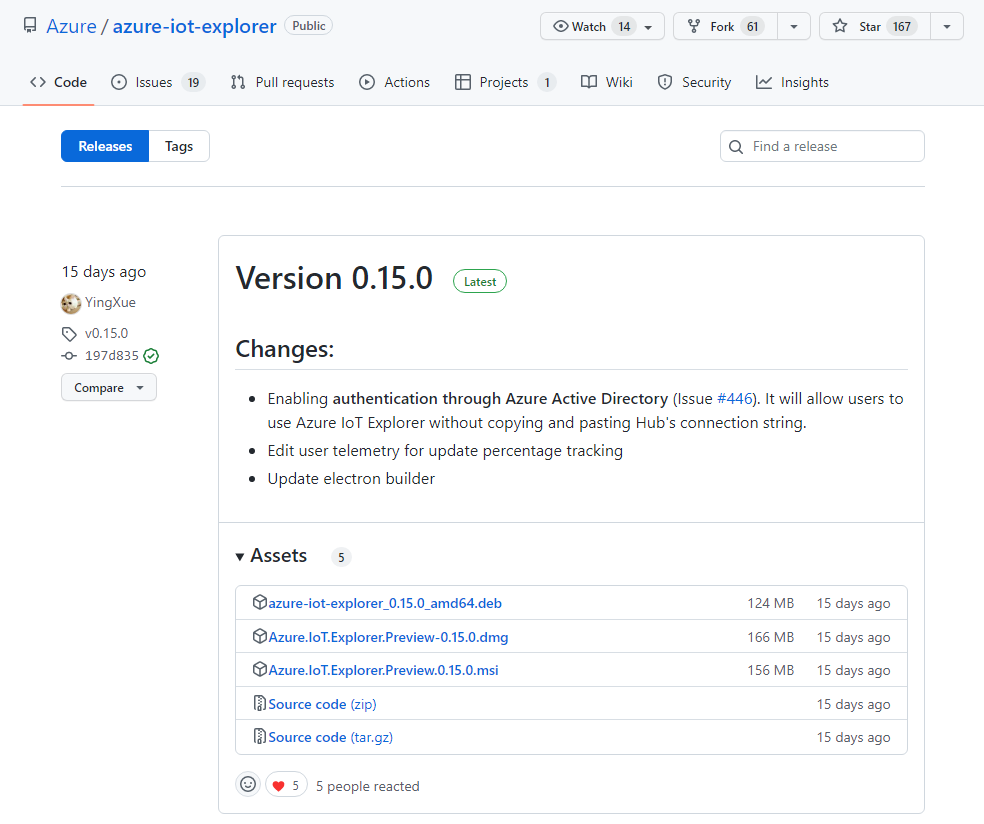 Azure / azure-iot-explorer Public Watch 14 Fork 61 Star 167
Code Issues 19 Pull requests Actions Projects 1 Wiki Security Insights
Releases Tags Find a release
15 days ago
YingXue
v0.15.0
197d835
Compare
Version 0.15.0 Latest
Changes:
Enabling authentication through Azure Active Directory (Issue #446). It will allow users to
use Azure IoT Explorer without copying and pasting Hub's connection string.
Edit user telemetry for update percentage tracking
Update electron builder
Assets 5
azure-iot-explorer_0.15.0_amd64.deb 124 MB 15 days ago
Azure.IoT.Explorer.Preview-0.15.0.dmg 166 MB 15 days ago
Azure.IoT.Explorer.Preview.0.15.0.msi 156 MB 15 days ago
Source code (zip) 15 days ago
Source code (tar.gz) 15 days ago
5 5 people reacted